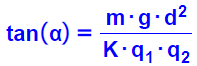 tan(α) = m·g·d² / K·q₁·q₂